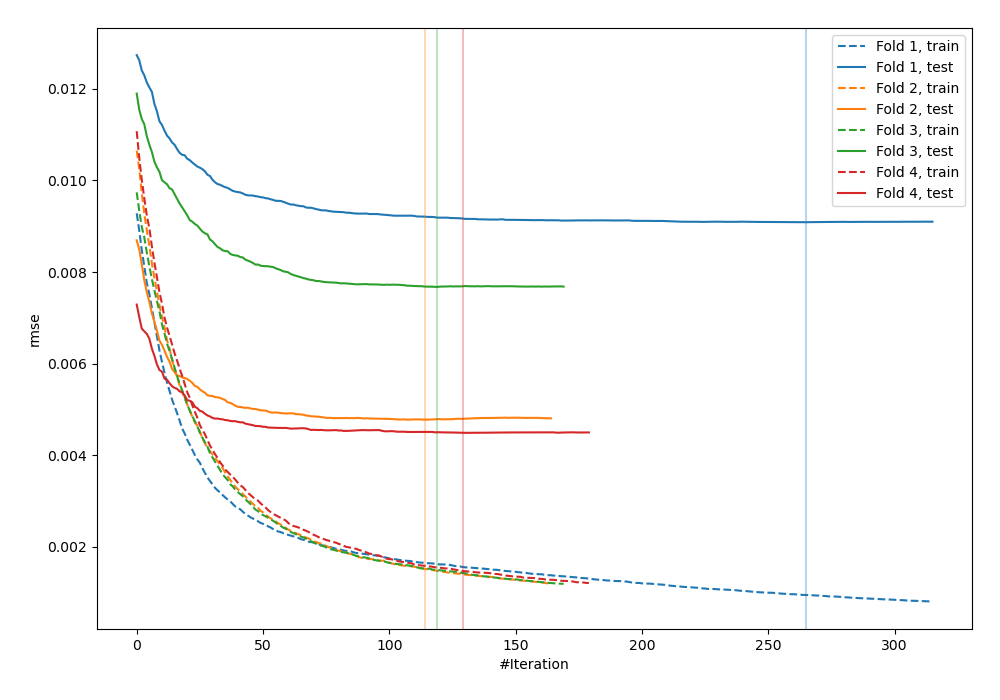 0.012
0.010
0.008
0.006
0.004
0.002
rmse
0 50 100 150 200 250 300
#Iteration
Fold 1, train
Fold 1, test
Fold 2, train
Fold 2, test
Fold 3, train
Fold 3, test
Fold 4, train
Fold 4, test